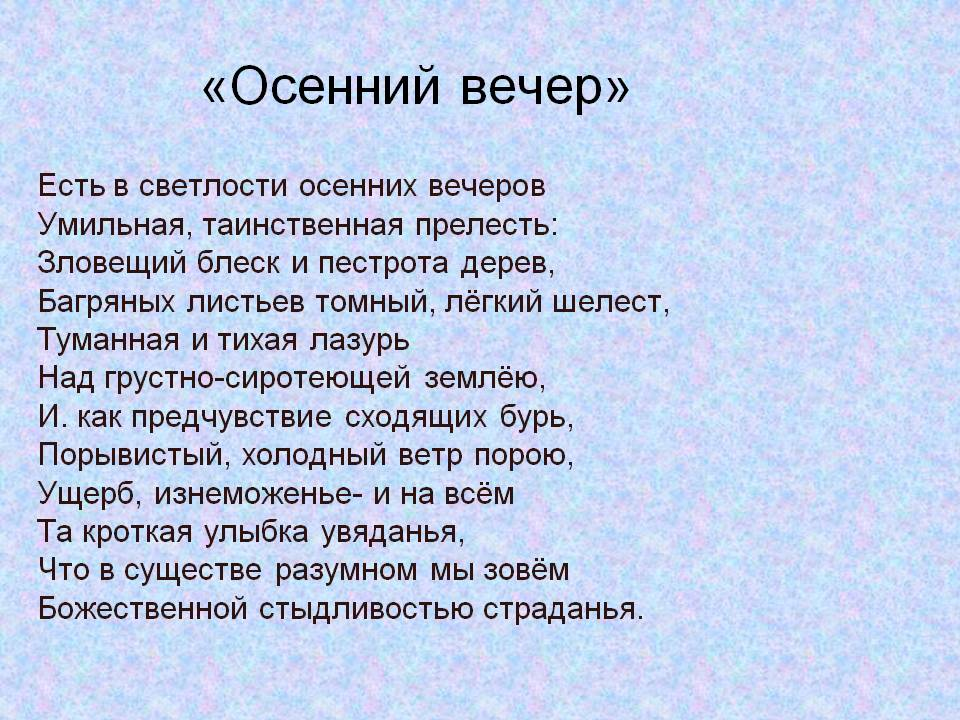 «Осенний вечер»
Есть в светлости осенних вечеров
Умильная, таинственная прелесть:
Зловещий блеск и пестрота дерев,
Багряных листьев томный, лёгкий шелест,
Туманная и тихая лазурь
Над грустно-сиротеющей землёю,
И. как предчувствие сходящих бурь,
Порывистый, холодный ветр порою,
Ущерб, изнеможенье- и на всём
Та кроткая улыбка увяданья,
Что в существе разумном мы зовём
Божественной стыдливостью страданья.